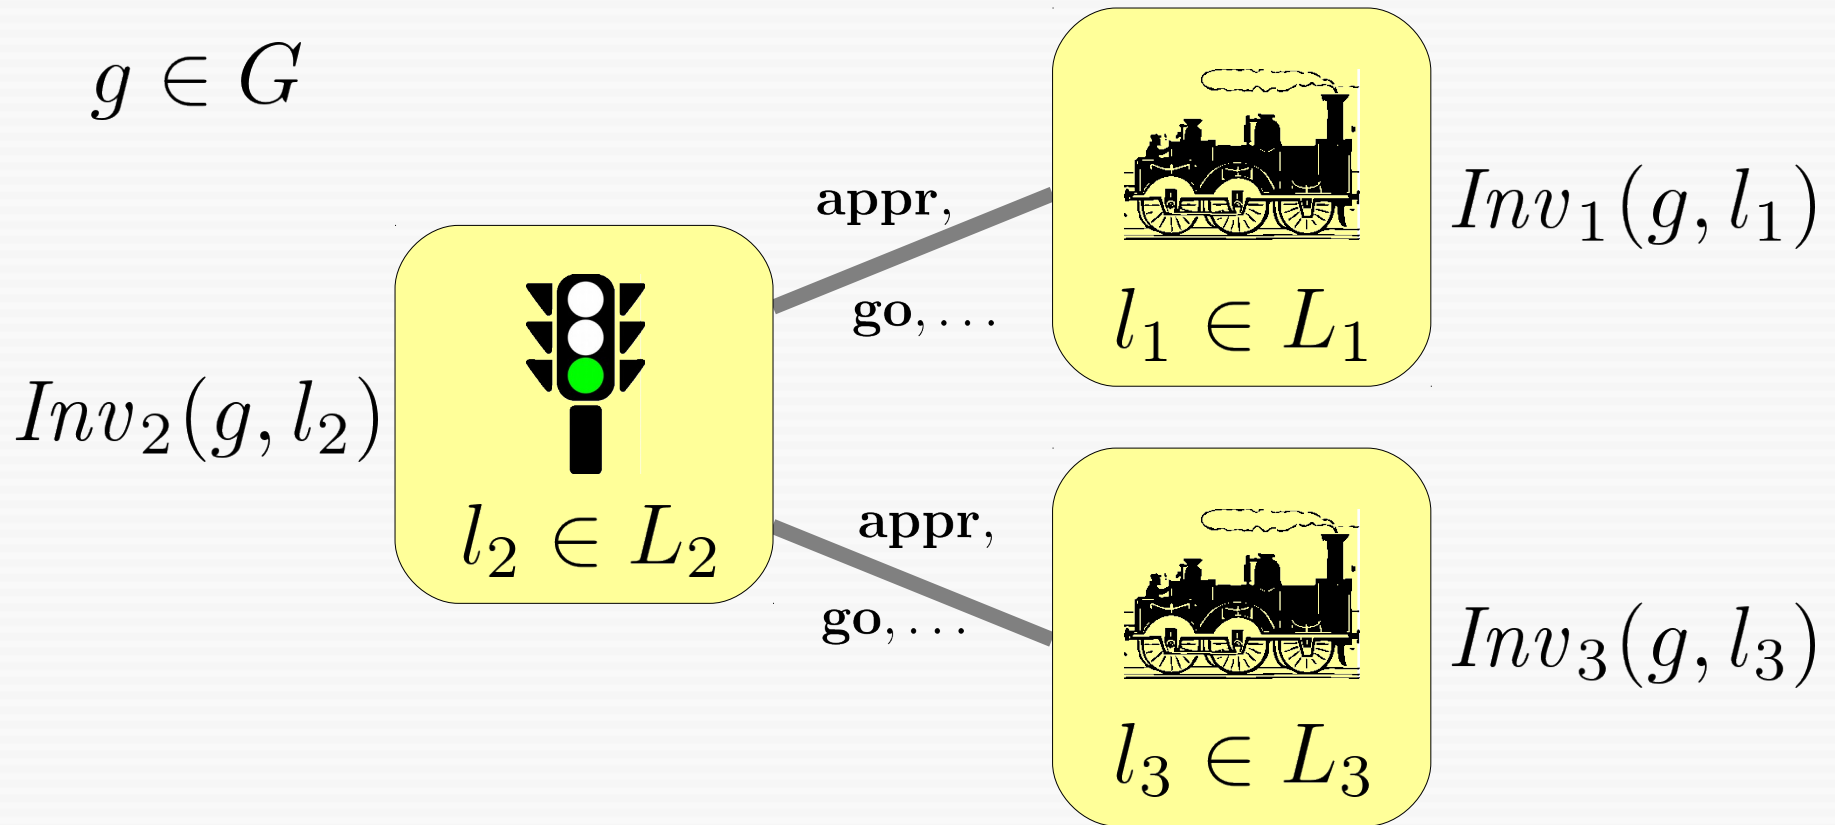 g ∈ G
appr,
go, . . .
Inv₁(g, l₁)
l₁ ∈ L₁
Inv₂(g, l₂)
l₂ ∈ L₂
appr,
go, . . .
Inv₃(g, l₃)
l₃ ∈ L₃